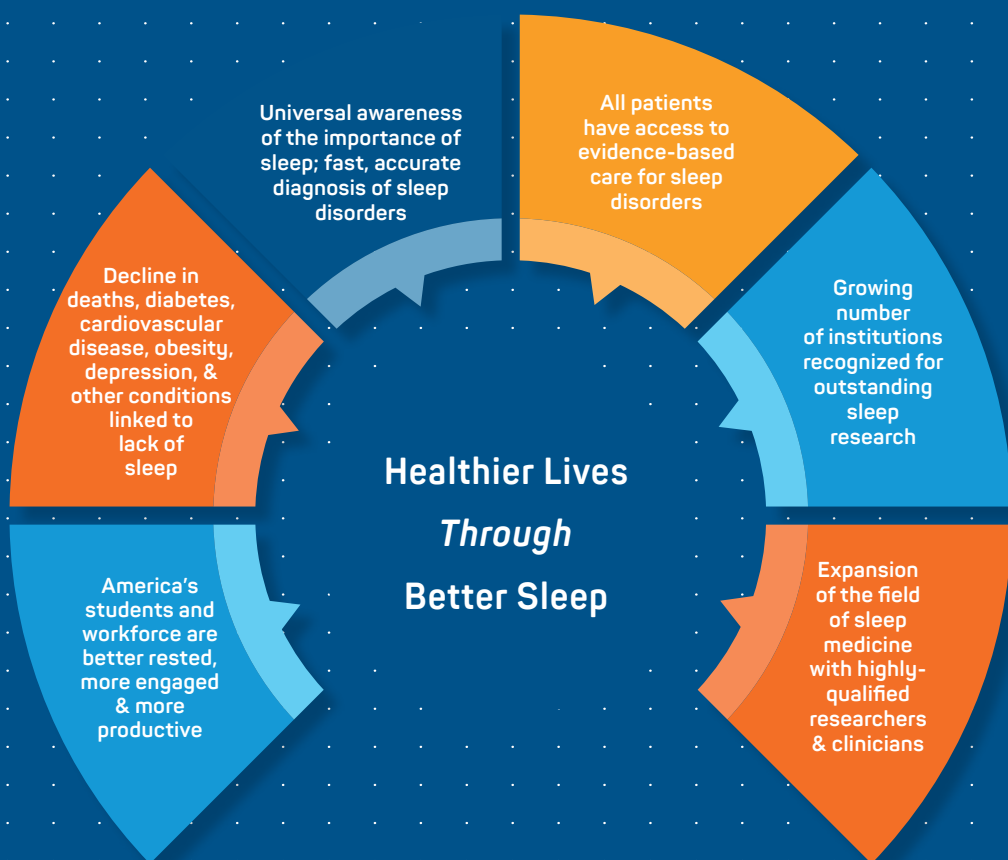 Universal awareness
of the importance of
sleep; fast, accurate
diagnosis of sleep
disorders
All patients
have access to
evidence-based
care for sleep
disorders
Decline in
deaths, diabetes,
cardiovascular
disease, obesity,
depression, &
other conditions
linked to
lack of
sleep
Growing
number
of institutions
recognized for
outstanding
sleep
research
Healthier Lives
Through
Better Sleep
America's
students and
workforce are
better rested,
more engaged
& more
productive
Expansion
of the field
of sleep
medicine
with highly-
qualified
researchers
& clinicians